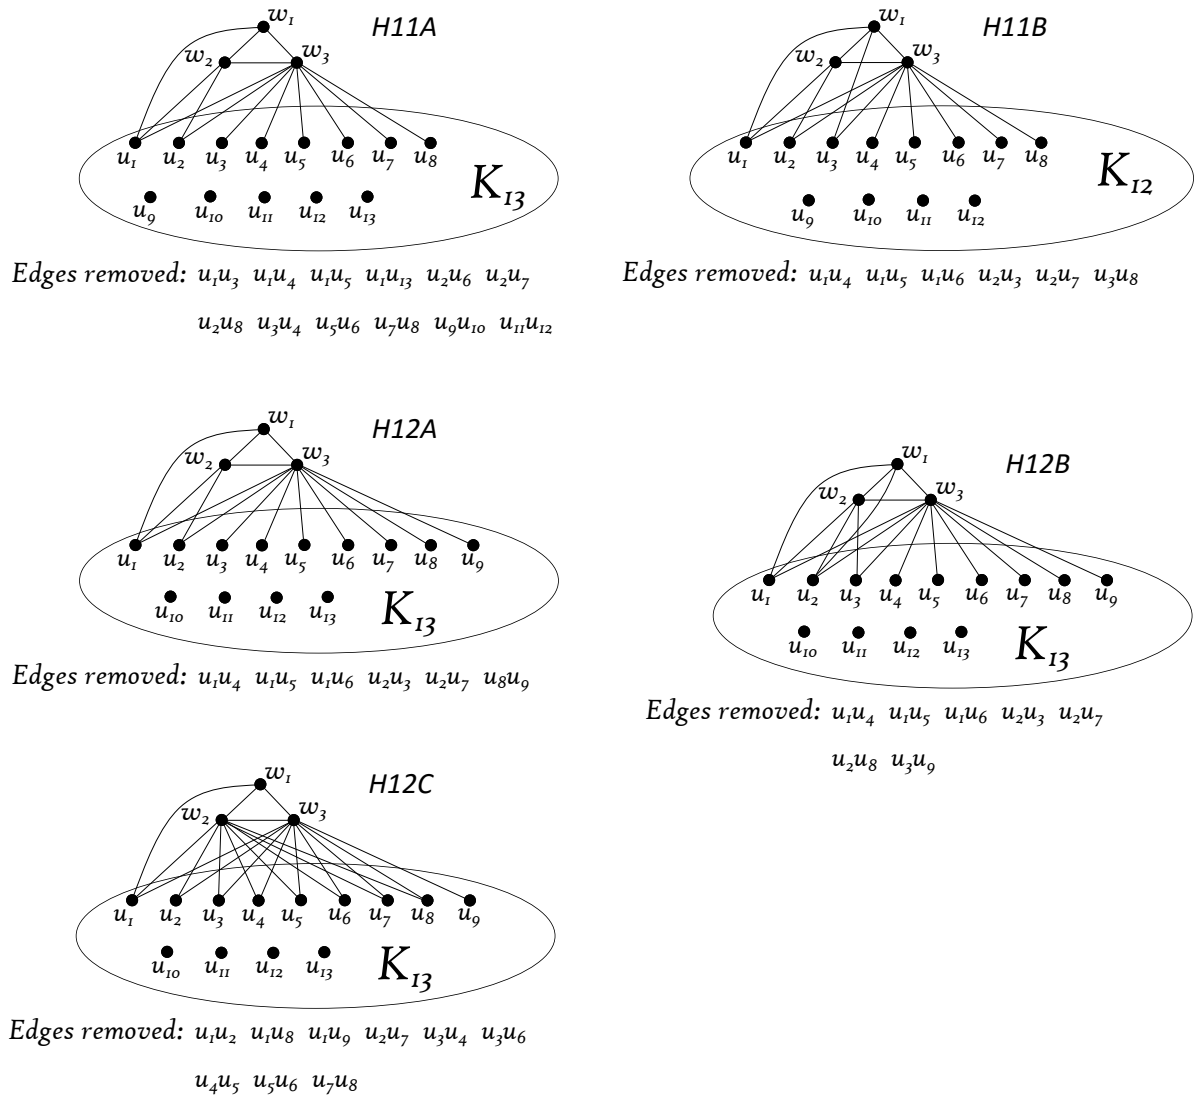 w₁ H11A
w₂ w₃
u₁ u₂ u₃ u₄ u₅ u₆ u₇ u₈
K₁₃
u₉ u₁₀ u₁₁ u₁₂ u₁₃
Edges removed: u₁u₃ u₁u₄ u₁u₅ u₁u₁₃ u₂u₆ u₂u₇
u₂u₈ u₃u₄ u₅u₆ u₇u₈ u₉u₁₀ u₁₁u₁₂
w₁ H11B
w₂ w₃
u₁ u₂ u₃ u₄ u₅ u₆ u₇ u₈
K₁₂
u₉ u₁₀ u₁₁ u₁₂
Edges removed: u₁u₄ u₁u₅ u₁u₆ u₂u₃ u₂u₇ u₃u₈
w₁ H12A
w₂ w₃
u₁ u₂ u₃ u₄ u₅ u₆ u₇ u₈ u₉
u₁₀ u₁₁ u₁₂ u₁₃ K₁₃
Edges removed: u₁u₄ u₁u₅ u₁u₆ u₂u₃ u₂u₇ u₈u₉
w₁ H12B
w₂ w₃
u₁ u₂ u₃ u₄ u₅ u₆ u₇ u₈ u₉
u₁₀ u₁₁ u₁₂ u₁₃ K₁₃
Edges removed: u₁u₄ u₁u₅ u₁u₆ u₂u₃ u₂u₇
u₂u₈ u₃u₉
w₁ H12C
w₂ w₃
u₁ u₂ u₃ u₄ u₅ u₆ u₇ u₈ u₉
u₁₀ u₁₁ u₁₂ u₁₃ K₁₃
Edges removed: u₁u₂ u₁u₈ u₁u₉ u₂u₇ u₃u₄ u₃u₆
u₄u₅ u₅u₆ u₇u₈